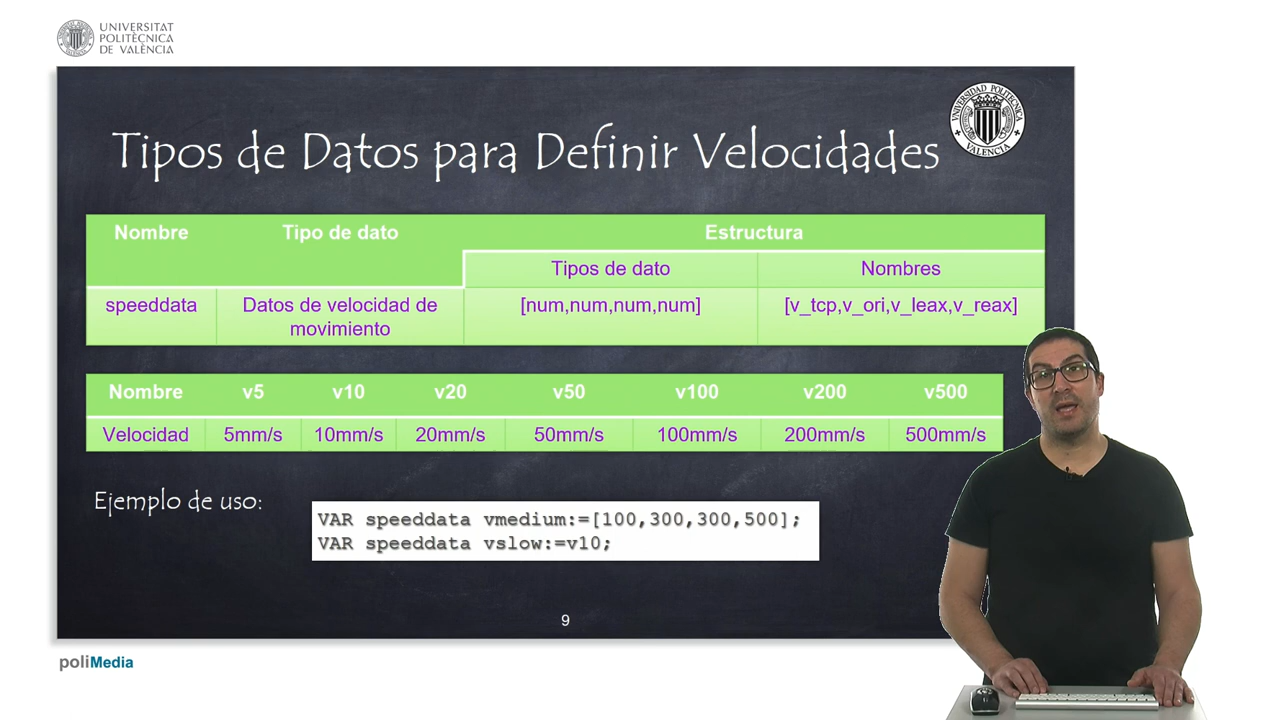 UNIVERSITAT
POLITÈCNICA
DE VALÈNCIA
UNIVERSIDAD POLITECNICA
VALENCIA
Tipos de Datos para Definir Velocidades
Nombre Tipo de dato Estructura
Tipos de dato Nombres
speeddata Datos de velocidad de movimiento [num,num,num,num] [v_tcp,v_ori,v_leax,v_reax]
Nombre v5 v10 v20 v50 v100 v200 v500
Velocidad 5mm/s 10mm/s 20mm/s 50mm/s 100mm/s 200mm/s 500mm/s
Ejemplo de uso:
VAR speeddata vmedium:=[100,300,300,500];
VAR speeddata vslow:=v10;
9
poliMedia